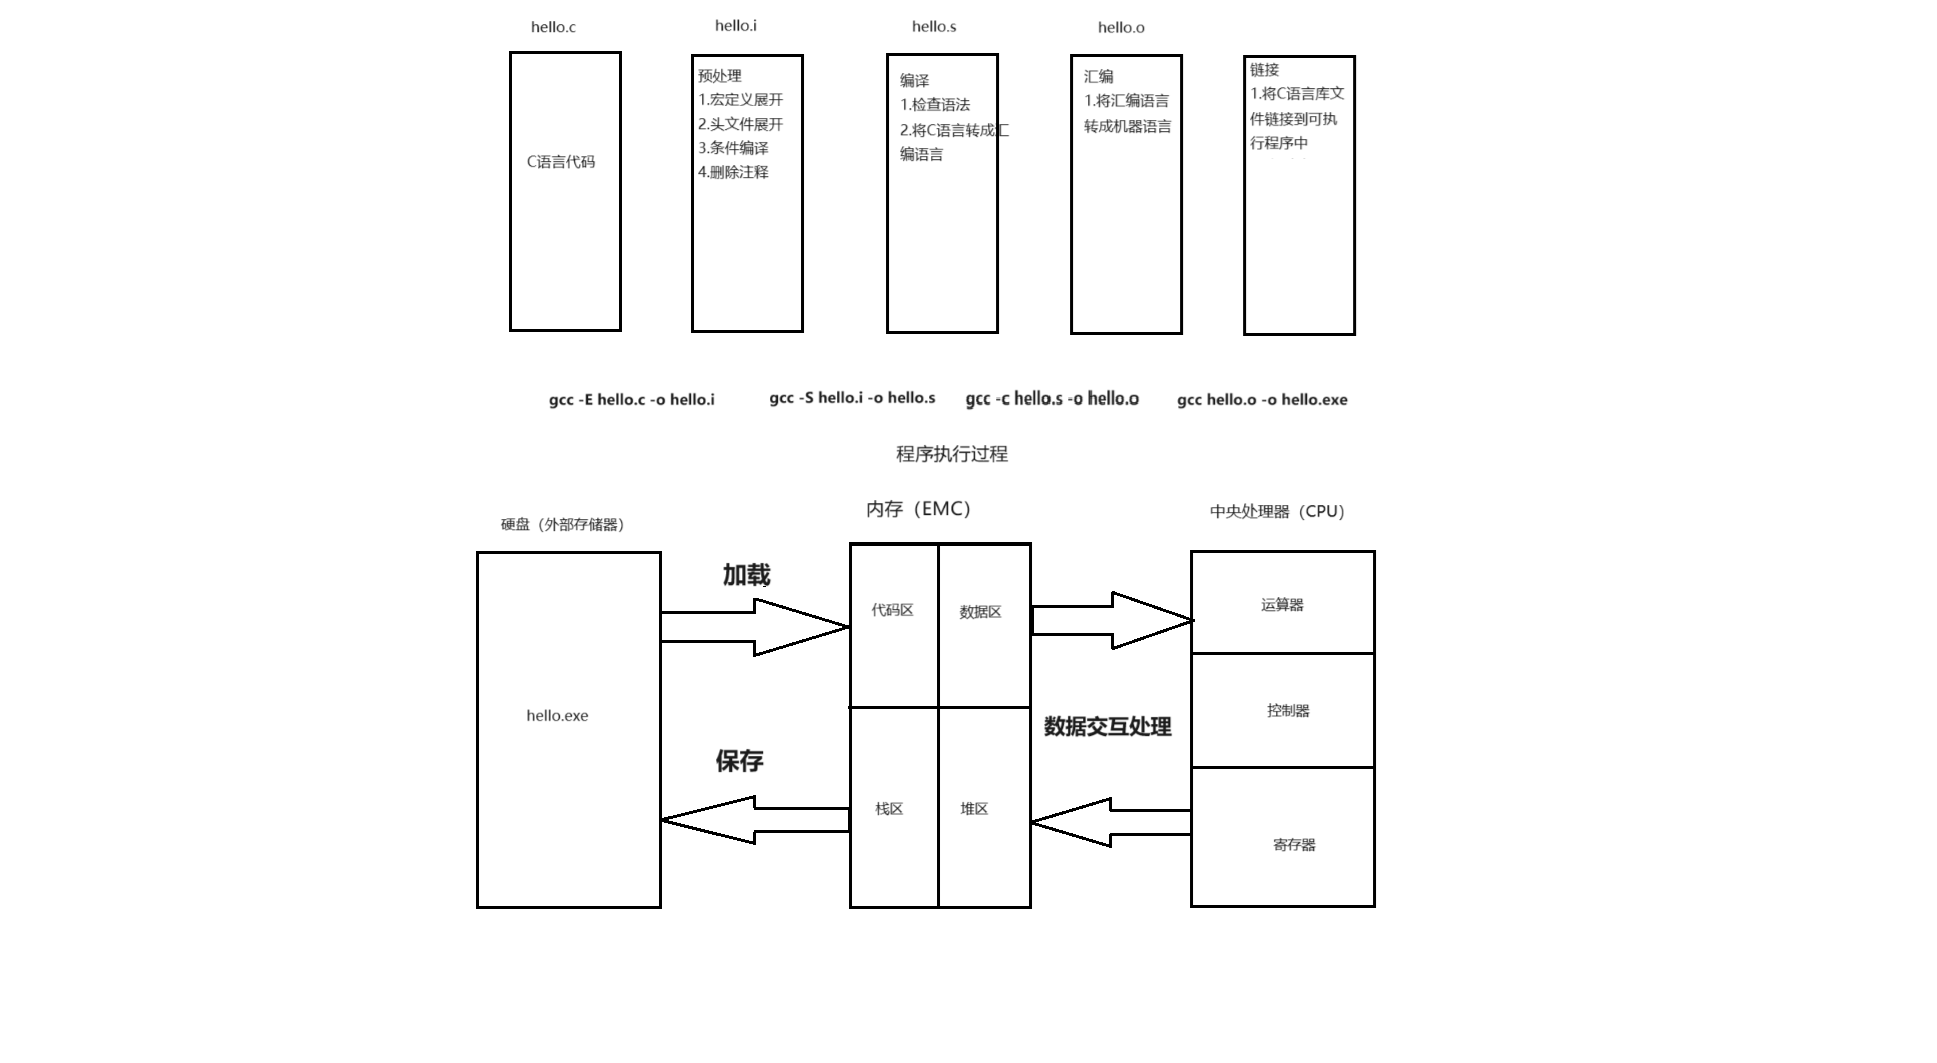 hello.c
hello.i
hello.s
hello.o
C语言代码
预处理
1.宏定义展开
2.头文件展开
3.条件编译
4.删除注释
编译
1.检查语法
2.将C语言转成汇
编语言
汇编
1.将汇编语言
转成机器语言
链接
1.将C语言库文
件链接到可执
行程序中
gcc -E hello.c -o hello.i
gcc -S hello.i -o hello.s
gcc -c hello.s -o hello.o
gcc hello.o -o hello.exe
程序执行过程
硬盘（外部存储器）
内存（EMC）
中央处理器（CPU）
hello.exe
加载
保存
代码区
数据区
栈区
堆区
数据交互处理
运算器
控制器
寄存器